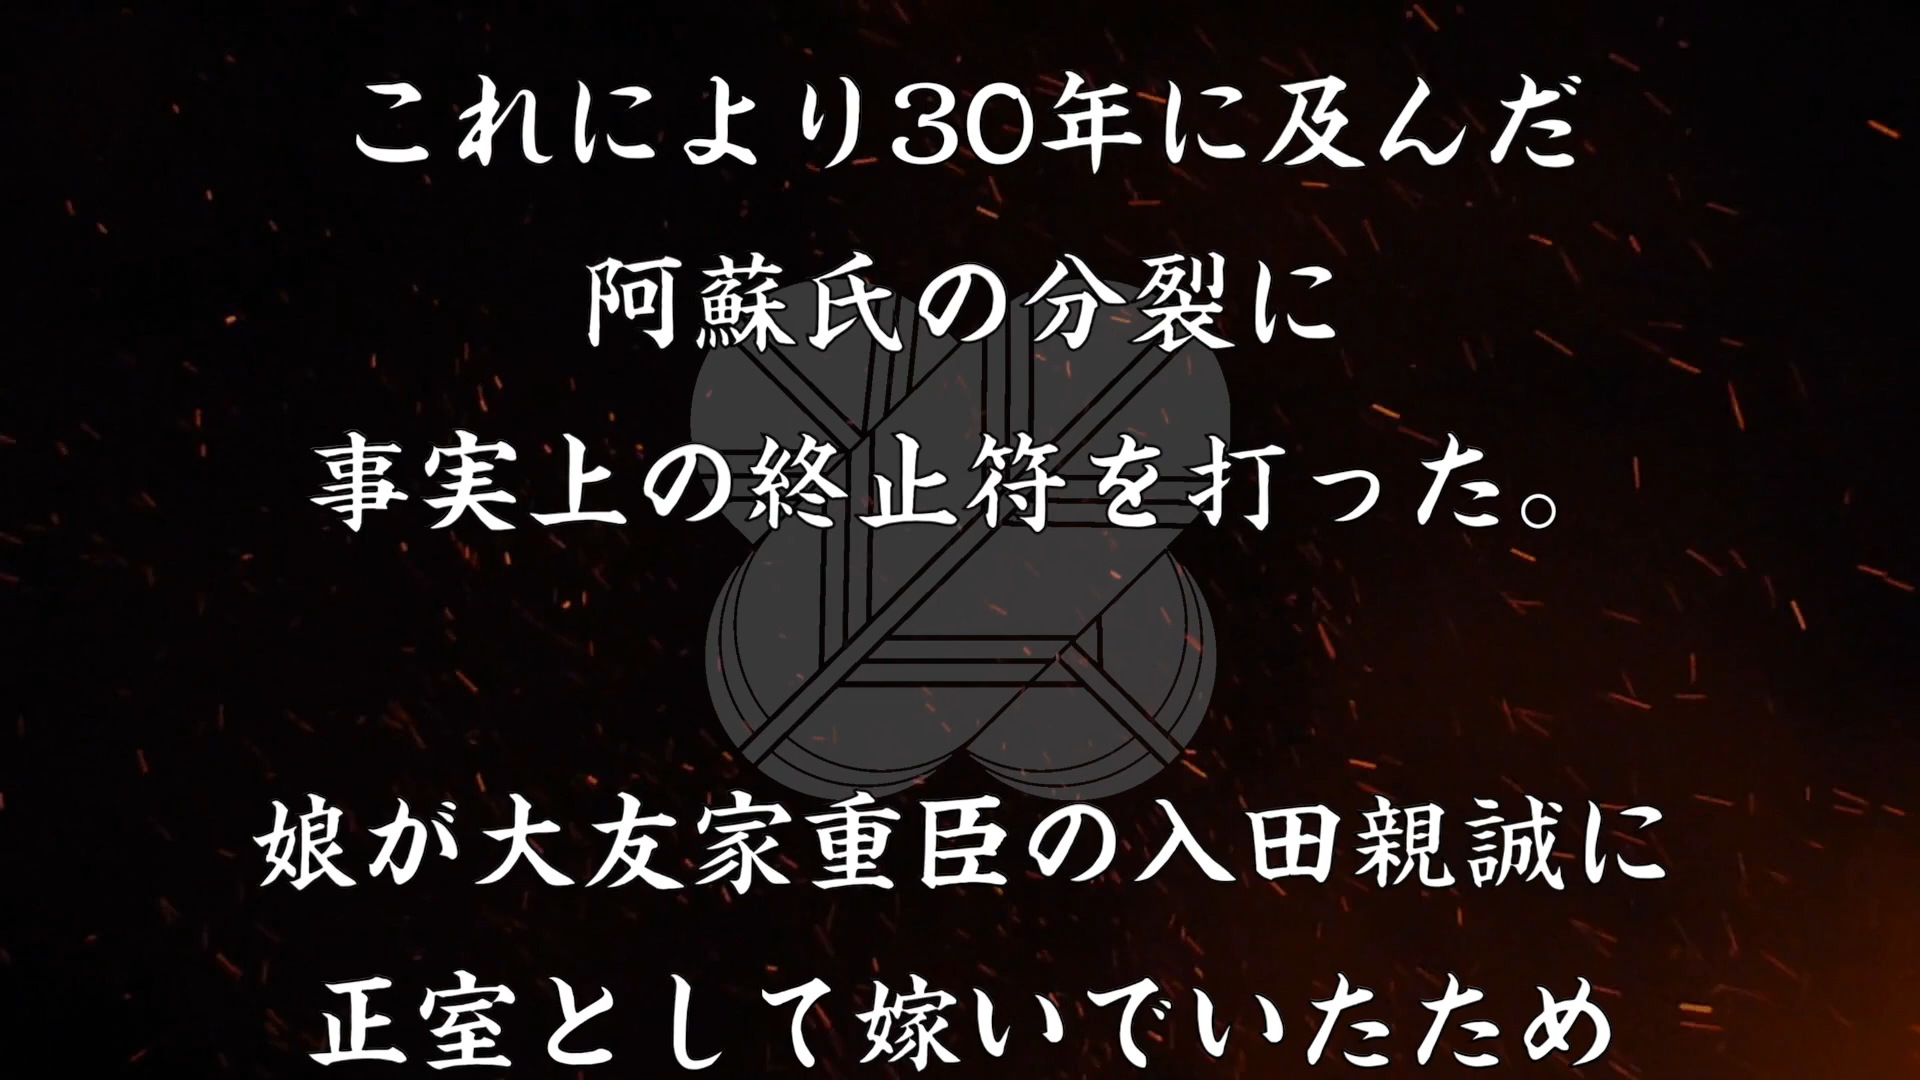 これにより30年に及んだ
阿蘇氏の分裂に
事実上の終止符を打った。
娘が大友家重臣の入田親誠に
正室として嫁いでいたため